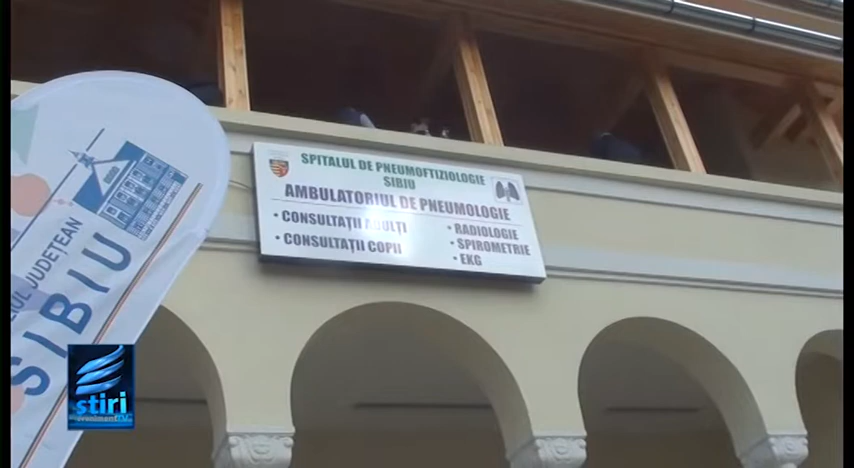 SPITALUL DE PNEUMOFTIZIOLOGIE
SIBIU
AMBULATORIUL DE PNEUMOLOGIE
• CONSULTAȚII ADULȚI
• CONSULTAȚII COPII
• RADIOLOGIE
• SPIROMETRIE
• EKG
JUDEȚEAN
SIBIU
stiri